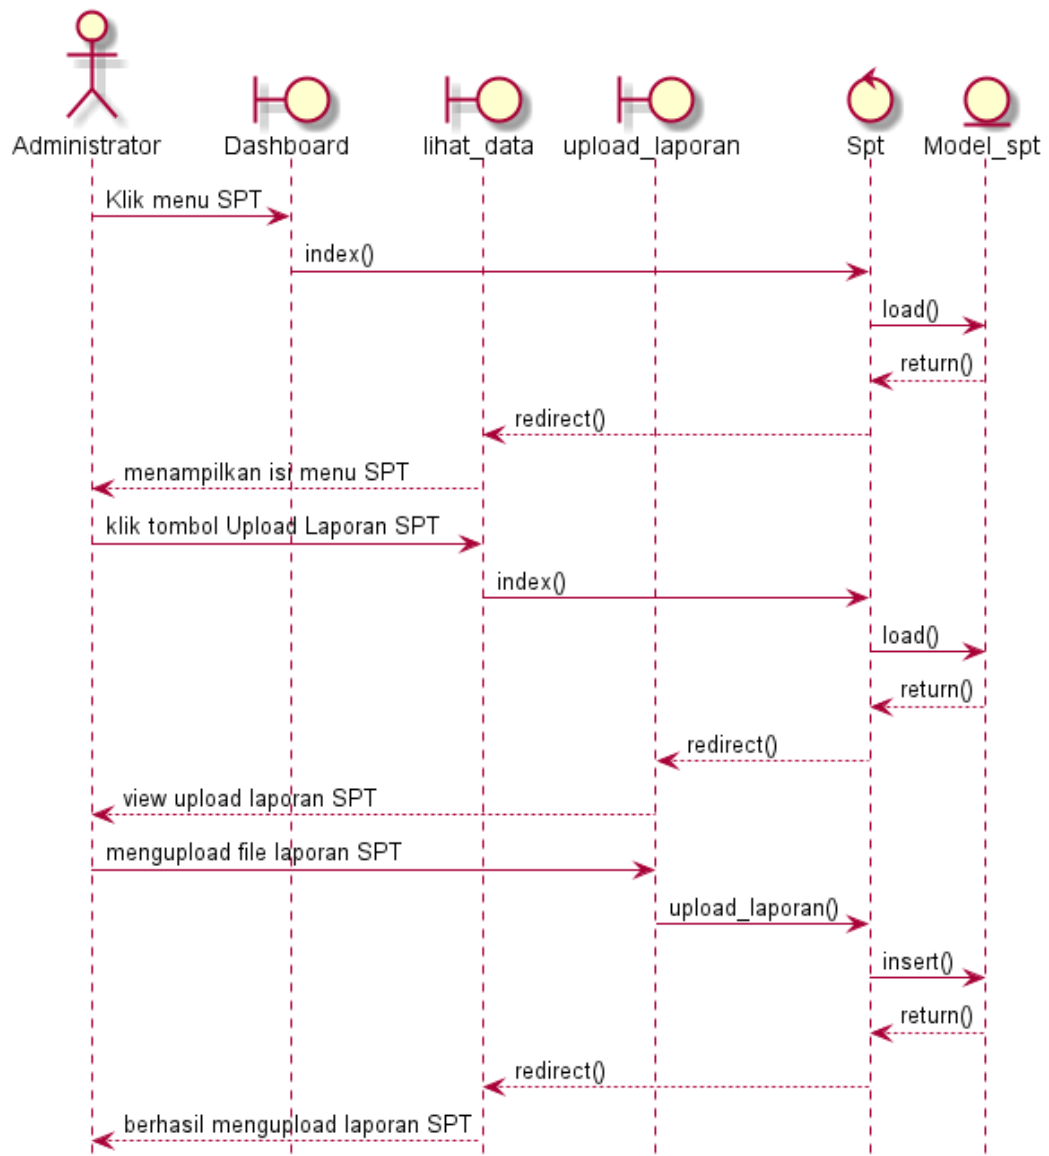 Administrator
Dashboard
lihat_data
upload_laporan
Spt
Model_spt
Klik menu SPT
index()
load()
return()
redirect()
menampilkan isi menu SPT
klik tombol Upload Laporan SPT
index()
load()
return()
redirect()
view upload laporan SPT
mengupload file laporan SPT
upload_laporan()
insert()
return()
redirect()
berhasil mengupload laporan SPT